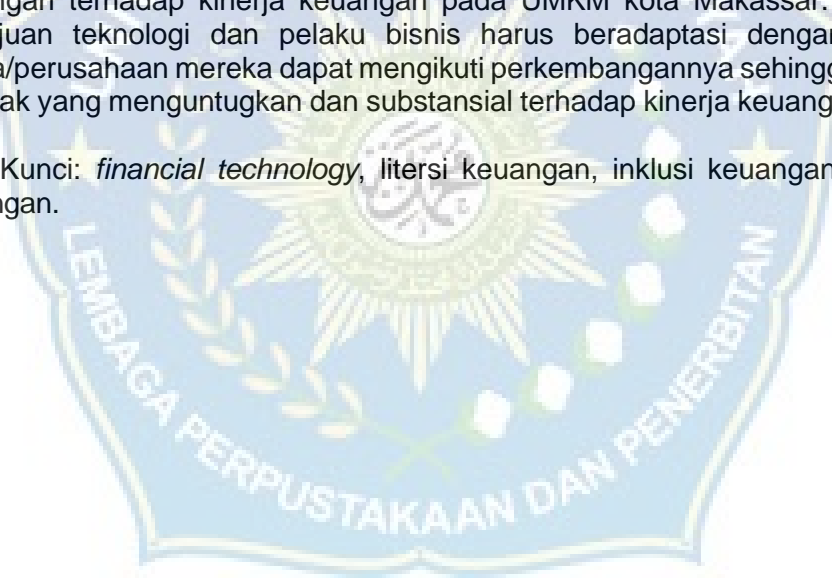 ngan terhadap kinerja keuangan pada UMKM kota Makassar.
juan teknologi dan pelaku bisnis harus beradaptasi dengan
a/perusahaan mereka dapat mengikuti perkembangannya sehingg
ak yang menguntugkan dan substansial terhadap kinerja keuang
Kunci: financial technology, litersi keuangan, inklusi keuangan
ngan.
LEMBAGA PERPUSTAKAAN DAN PENERBITAN